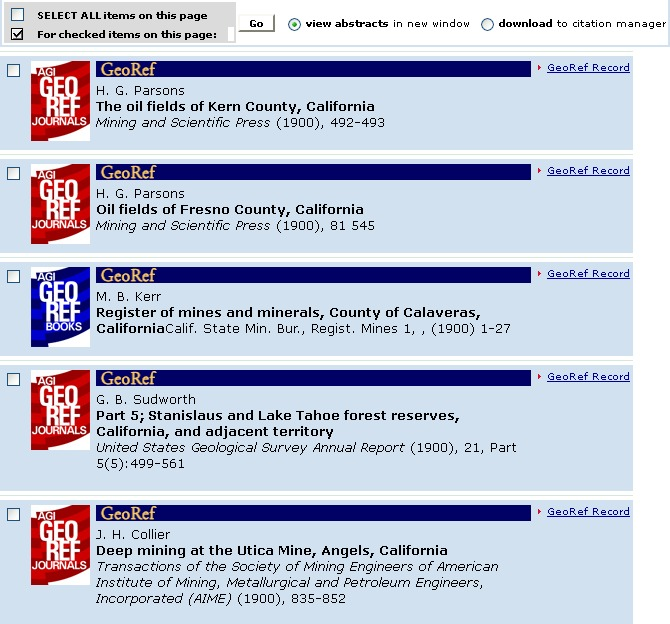 SELECT ALL items on this page
For checked items on this page:
Go
view abstracts in new window
download to citation manager
AGI
GEO
REF
JOURNALS
GeoRef
GeoRef Record
H. G. Parsons
The oil fields of Kern County, California
Mining and Scientific Press (1900), 492-493
AGI
GEO
REF
JOURNALS
GeoRef
GeoRef Record
H. G. Parsons
Oil fields of Fresno County, California
Mining and Scientific Press (1900), 81 545
AGI
GEO
REF
BOOKS
GeoRef
GeoRef Record
M. B. Kerr
Register of mines and minerals, County of Calaveras,
CaliforniaCalif. State Min. Bur., Regist. Mines 1, , (1900) 1-27
AGI
GEO
REF
JOURNALS
GeoRef
GeoRef Record
G. B. Sudworth
Part 5; Stanislaus and Lake Tahoe forest reserves,
California, and adjacent territory
United States Geological Survey Annual Report (1900), 21, Part
5(5):499-561
AGI
GEO
REF
JOURNALS
GeoRef
GeoRef Record
J. H. Collier
Deep mining at the Utica Mine, Angels, California
Transactions of the Society of Mining Engineers of American
Institute of Mining, Metallurgical and Petroleum Engineers,
Incorporated (AIME) (1900), 835-852